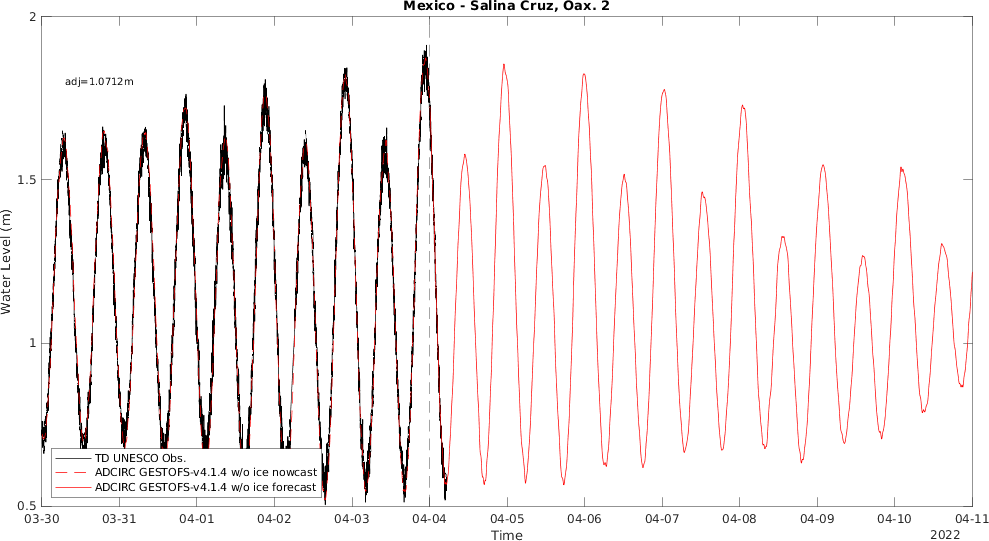 Mexico - Salina Cruz, Oax. 2
2
adj=1.0712m
1.5
Water Level (m)
1
TD UNESCO Obs.
ADCIRC GESTOFS-v4.1.4 w/o ice nowcast
ADCIRC GESTOFS-v4.1.4 w/o ice forecast
0.5
03-30 03-31 04-01 04-02 04-03 04-04 04-05 04-06 04-07 04-08 04-09 04-10 04-11
Time
2022